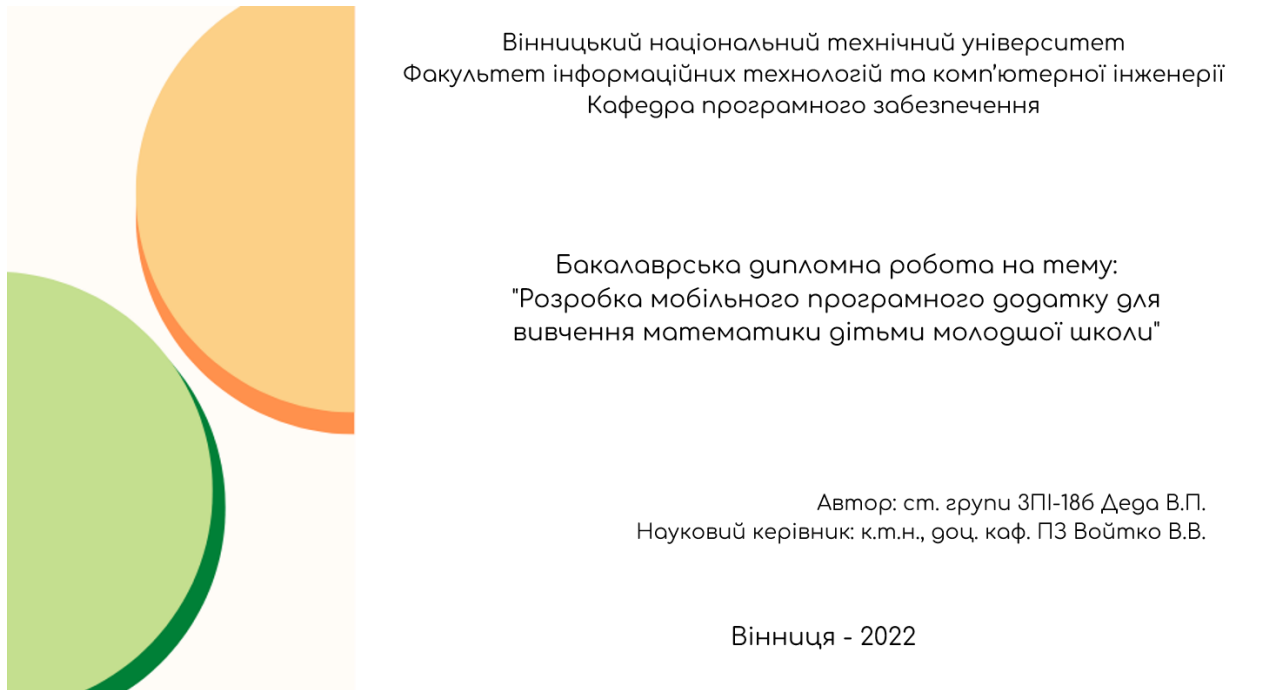 Вінницький національний технічний університет
Факультет інформаційних технологій та комп'ютерної інженерії
Кафедра програмного забезпечення
Бакалаврська дипломна робота на тему:
"Розробка мобільного програмного додатку для
вивчення математики дітьми молодшої школи"
Автор: ст. групи ЗПІ-18б Деда В.П.
Науковий керівник: к.т.н., доц. каф. ПЗ Войтко В.В.
Вінниця - 2022